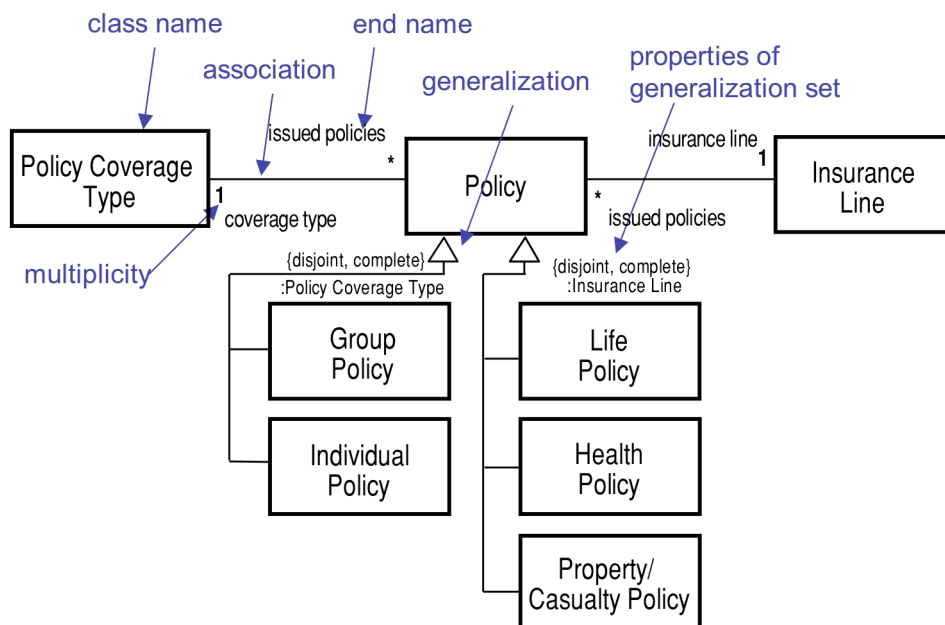 class name
end name
association
generalization
properties of
generalization set
issued policies
insurance line
Policy Coverage
Type
*
Policy
1
Insurance
Line
1
coverage type
*
issued policies
multiplicity
{disjoint, complete}
:Policy Coverage Type
{disjoint, complete}
:Insurance Line
Group
Policy
Life
Policy
Individual
Policy
Health
Policy
Property/
Casualty Policy